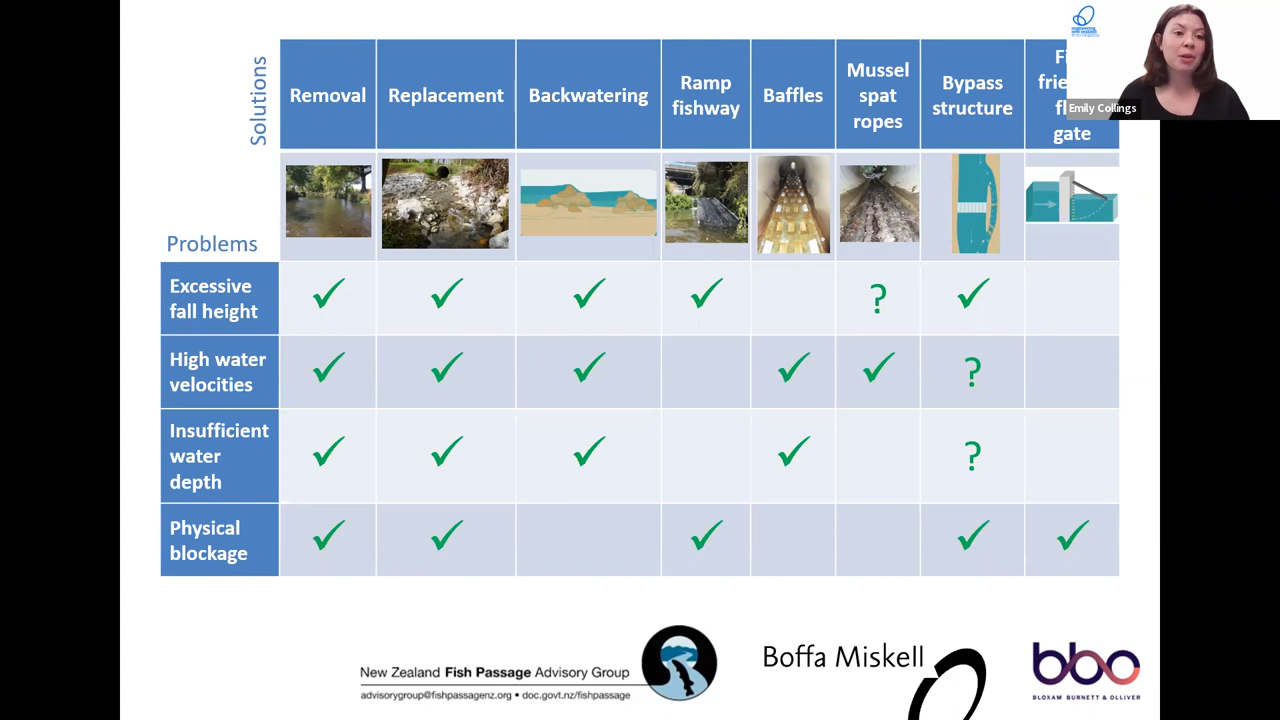 Solutions
Removal
Replacement
Backwatering
Ramp
fishway
Baffles
Mussel
spat
ropes
Bypass
structure
gate
Emily Collings
Problems
Excessive
fall height
?
High water
velocities
?
Insufficient
water
depth
?
Physical
blockage
New Zealand Fish Passage Advisory Group
advisorygroup@fishpassagenz.org • doc.govt.nz/fishpassage
Boffa Miskell
bbo
BLOXAM BURNETT & OLLIVER